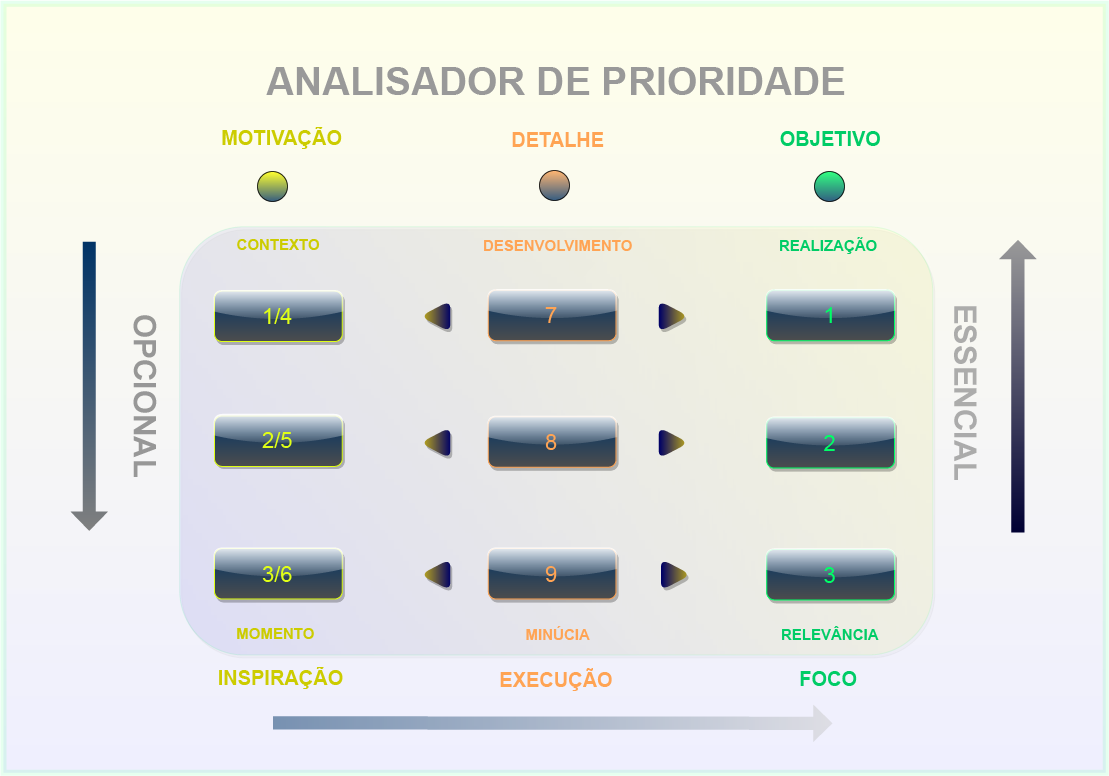 ANALISADOR DE PRIORIDADE
MOTIVAÇÃO DETALHE OBJETIVO
CONTEXTO DESENVOLVIMENTO REALIZAÇÃO
1/4 7 1
OPCIONAL
ESSENCIAL
2/5 8 2
3/6 9 3
MOMENTO MINÚCIA RELEVÂNCIA
INSPIRAÇÃO EXECUÇÃO FOCO